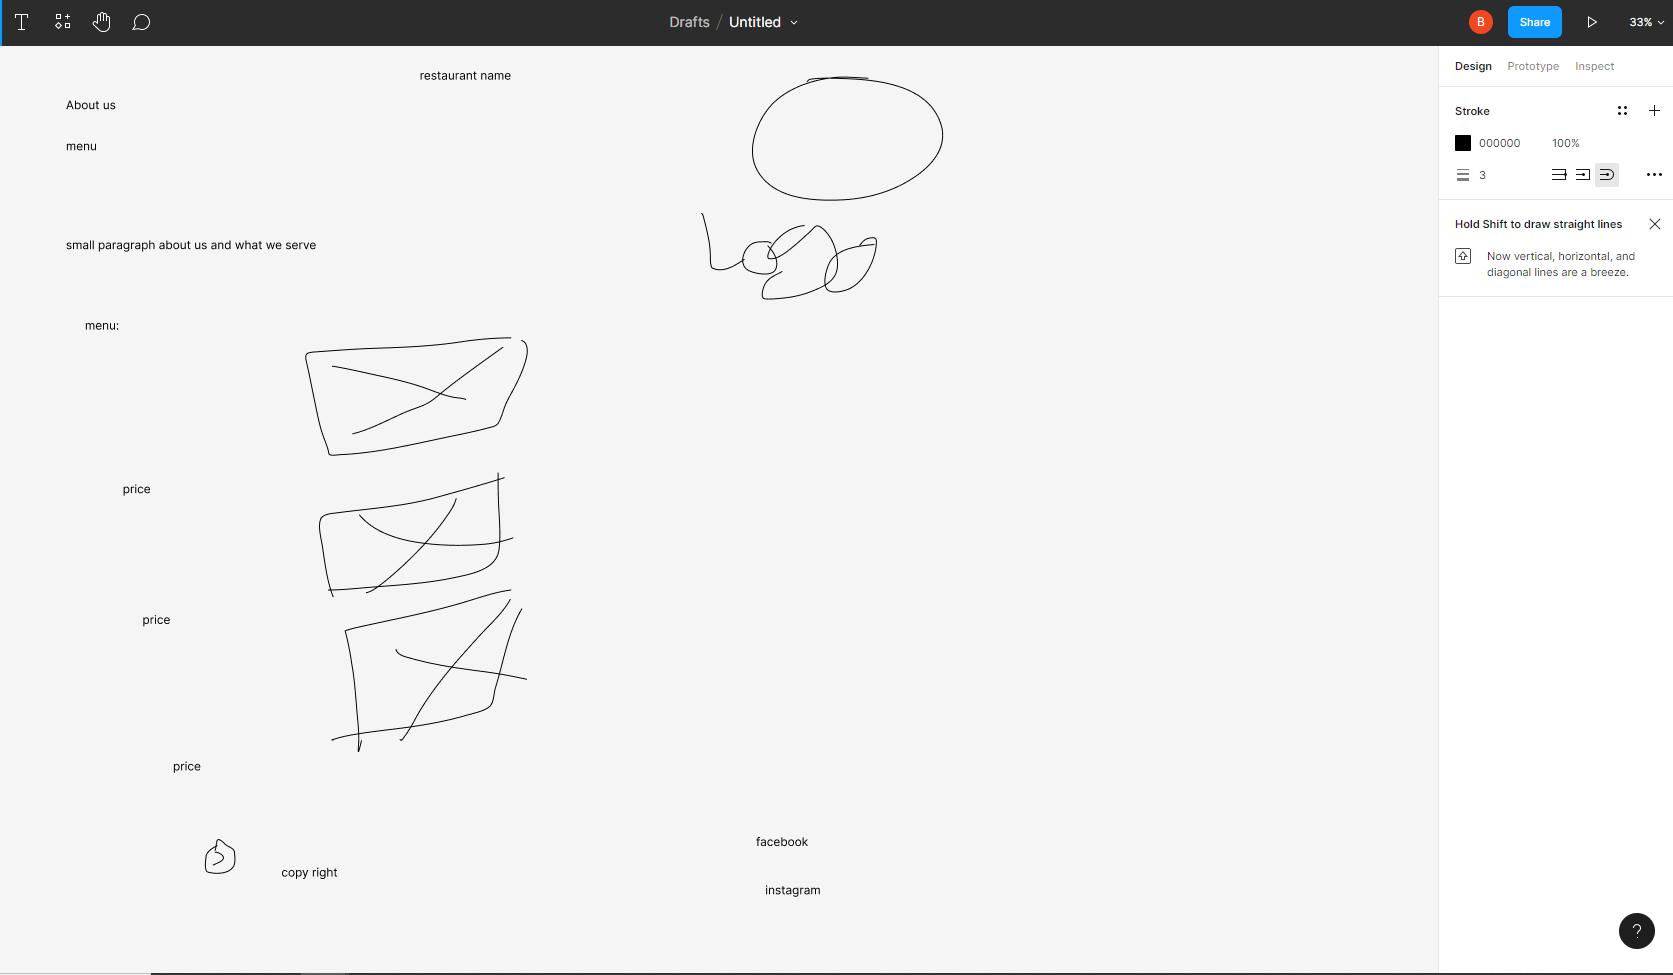 Drafts / Untitled
B
Share
33%
Design Prototype Inspect
Stroke
000000 100%
3
Hold Shift to draw straight lines
Now vertical, horizontal, and
diagonal lines are a breeze.
restaurant name
About us
menu
small paragraph about us and what we serve
logo
menu:
price
price
price
copy right
facebook
instagram
?